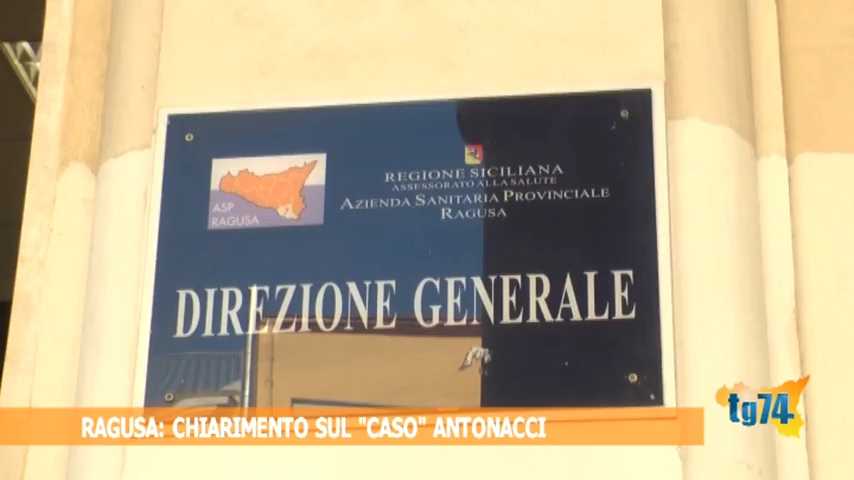 REGIONE SICILIANA
ASSESSORATO ALLA SALUTE
AZIENDA SANITARIA PROVINCIALE
RAGUSA
ASP
RAGUSA
DIREZIONE GENERALE
RAGUSA: CHIARIMENTO SUL "CASO" ANTONACCI
tg74